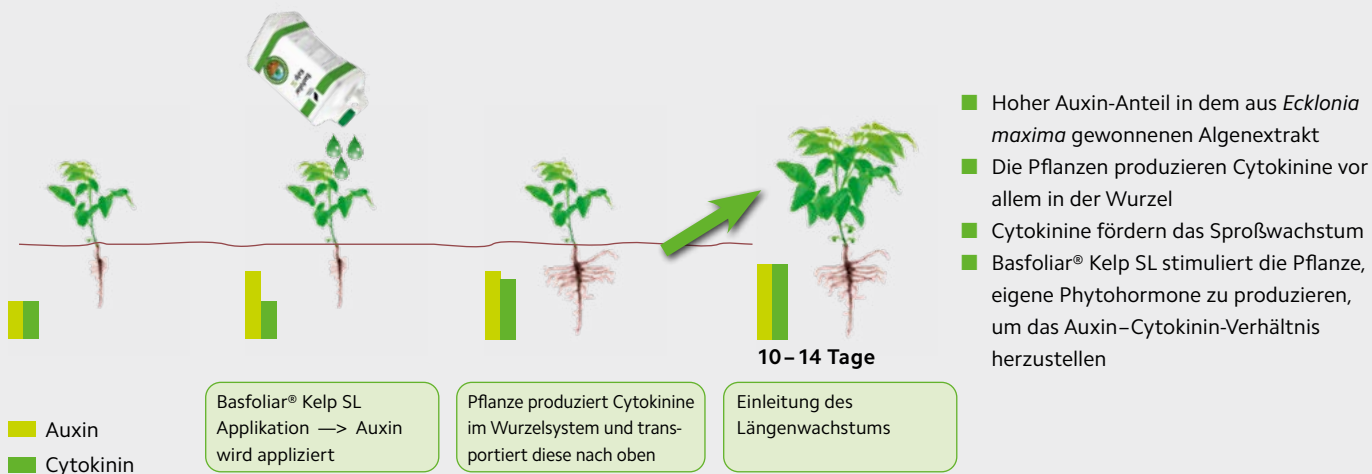 Basfoliar®
Kelp SL
10–14 Tage
Auxin
Cytokinin
Basfoliar® Kelp SL
Applikation —> Auxin
wird appliziert
Pflanze produziert Cytokinine
im Wurzelsystem und trans-
portiert diese nach oben
Einleitung des
Längenwachstums
Hoher Auxin-Anteil in dem aus Ecklonia
maxima gewonnenen Algenextrakt
Die Pflanzen produzieren Cytokinine vor
allem in der Wurzel
Cytokinine fördern das Sproßwachstum
Basfoliar® Kelp SL stimuliert die Pflanze,
eigene Phytohormone zu produzieren,
um das Auxin–Cytokinin-Verhältnis
herzustellen